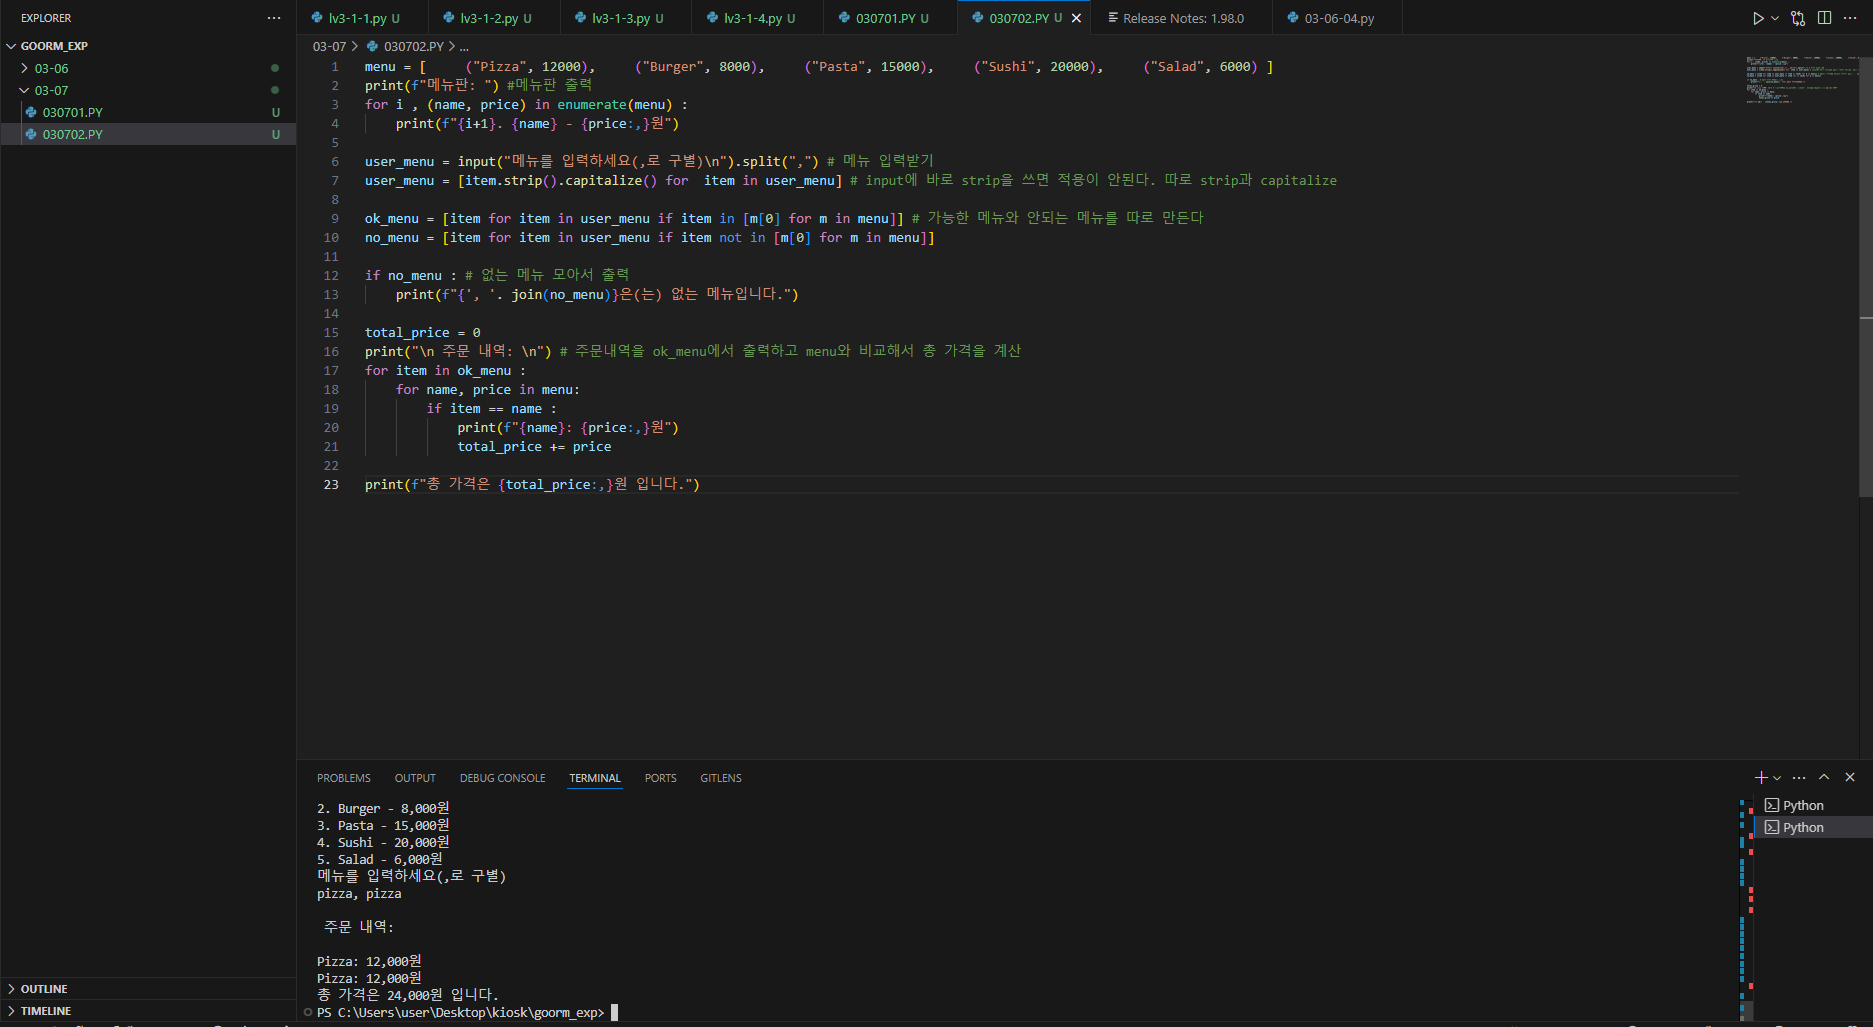 EXPLORER
GOORM_EXP
03-06
03-07
030701.PY U
030702.PY U
OUTLINE
TIMELINE
lv3-1-1.py U lv3-1-2.py U lv3-1-3.py U lv3-1-4.py U 030701.PY U 030702.PY U Release Notes: 1.98.0 03-06-04.py
03-07 > 030702.PY > ...
1 menu = [     ("Pizza", 12000),     ("Burger", 8000),     ("Pasta", 15000),     ("Sushi", 20000),     ("Salad", 6000) ]
2 print(f"메뉴판: ") #메뉴판 출력
3 for i , (name, price) in enumerate(menu) :
4     print(f"{i+1}. {name} - {price:,}원")
5
6 user_menu = input("메뉴를 입력하세요(,로 구별)\n").split(",") # 메뉴 입력받기
7 user_menu = [item.strip().capitalize() for  item in user_menu] # input에 바로 strip을 쓰면 적용이 안된다. 따로 strip과 capitalize
8
9 ok_menu = [item for item in user_menu if item in [m[0] for m in menu]] # 가능한 메뉴와 안되는 메뉴를 따로 만든다
10 no_menu = [item for item in user_menu if item not in [m[0] for m in menu]]
11
12 if no_menu : # 없는 메뉴 모아서 출력
13     print(f"{', '. join(no_menu)}은(는) 없는 메뉴입니다.")
14
15 total_price = 0
16 print("\n 주문 내역: \n") # 주문내역을 ok_menu에서 출력하고 menu와 비교해서 총 가격을 계산
17 for item in ok_menu :
18     for name, price in menu:
19         if item == name :
20             print(f"{name}: {price:,}원")
21             total_price += price
22
23 print(f"총 가격은 {total_price:,}원 입니다.")
PROBLEMS OUTPUT DEBUG CONSOLE TERMINAL PORTS GITLENS
2. Burger - 8,000원
3. Pasta - 15,000원
4. Sushi - 20,000원
5. Salad - 6,000원
메뉴를 입력하세요(,로 구별)
pizza, pizza
주문 내역:
Pizza: 12,000원
Pizza: 12,000원
총 가격은 24,000원 입니다.
PS C:\Users\user\Desktop\kiosk\goorm_exp>
Python
Python